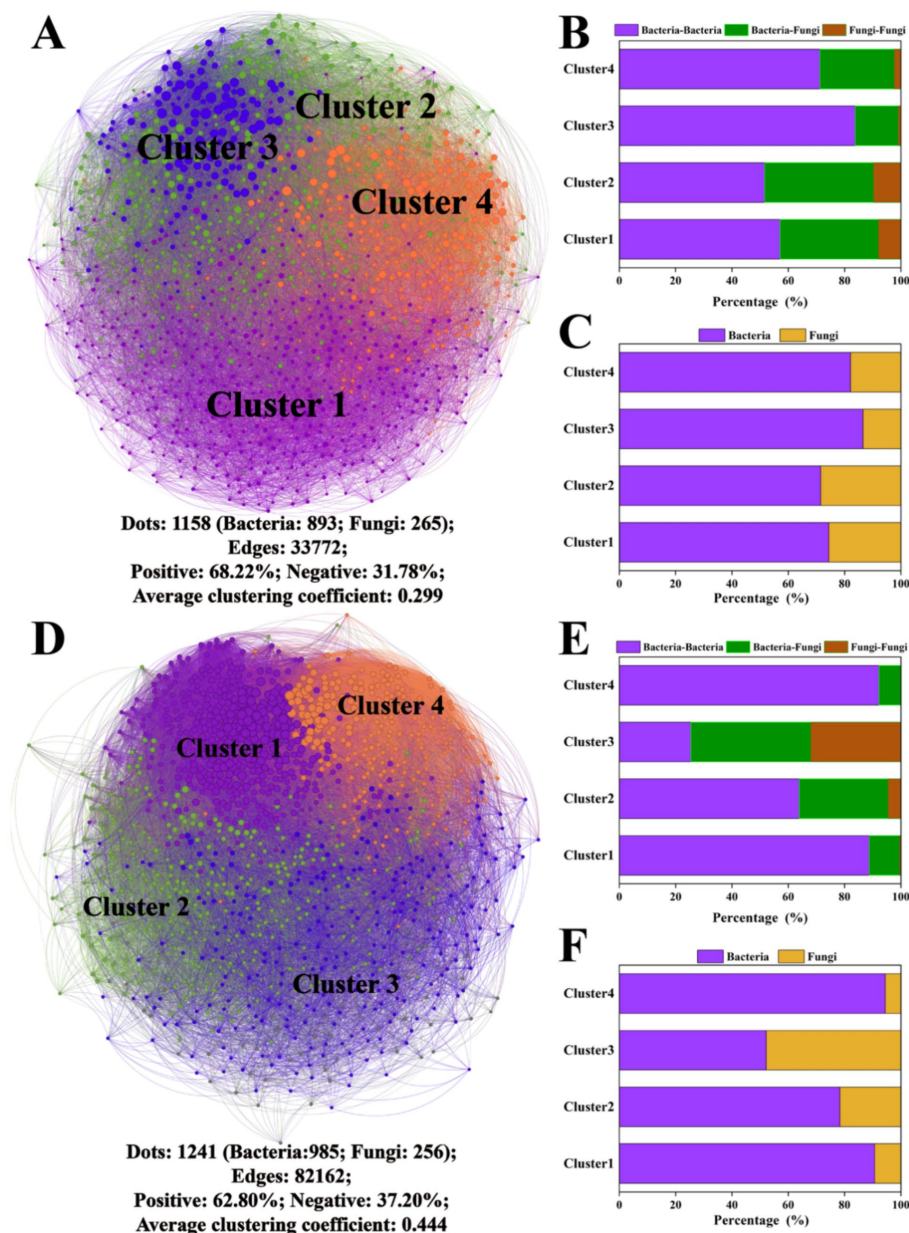 A
Cluster 2
Cluster 3
Cluster 4
Cluster 1
Dots: 1158 (Bacteria: 893; Fungi: 265);
Edges: 33772;
Positive: 68.22%; Negative: 31.78%;
Average clustering coefficient: 0.299
B
Bacteria-Bacteria Bacteria-Fungi Fungi-Fungi
Cluster4
Cluster3
Cluster2
Cluster1
0 20 40 60 80 100
Percentage (%)
C
Bacteria Fungi
Cluster4
Cluster3
Cluster2
Cluster1
0 20 40 60 80 100
Percentage (%)
D
Cluster 4
Cluster 1
Cluster 2
Cluster 3
Dots: 1241 (Bacteria:985; Fungi: 256);
Edges: 82162;
Positive: 62.80%; Negative: 37.20%;
Average clustering coefficient: 0.444
E
Bacteria-Bacteria Bacteria-Fungi Fungi-Fungi
Cluster4
Cluster3
Cluster2
Cluster1
0 20 40 60 80 100
Percentage (%)
F
Bacteria Fungi
Cluster4
Cluster3
Cluster2
Cluster1
0 20 40 60 80 100
Percentage (%)